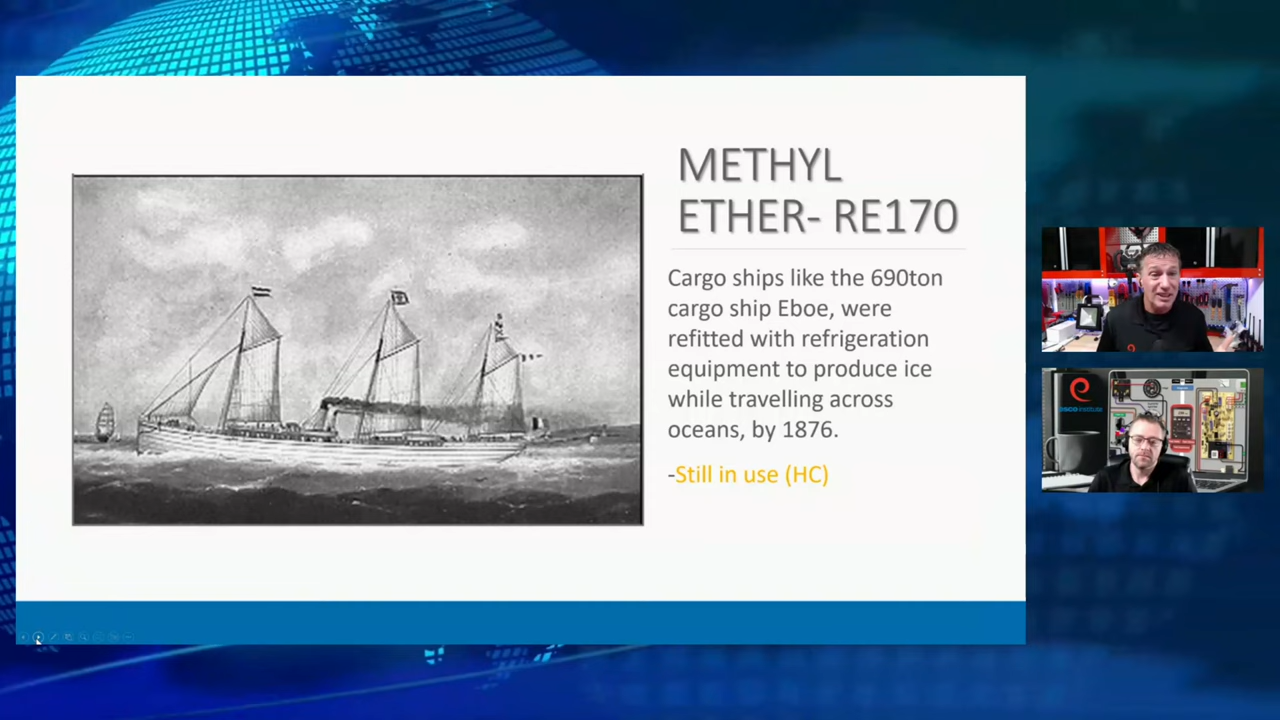 METHYL
ETHER- RE170
Cargo ships like the 690ton
cargo ship Eboe, were
refitted with refrigeration
equipment to produce ice
while travelling across
oceans, by 1876.
-Still in use (HC)
institute